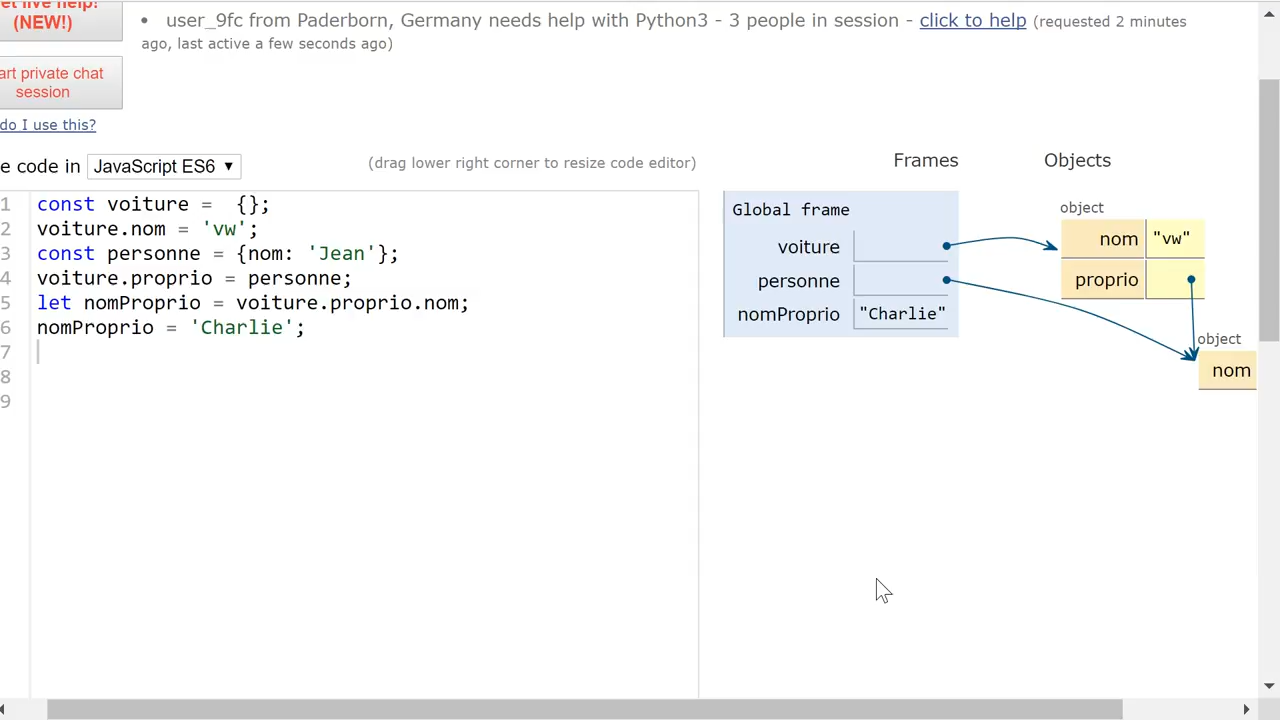 et live help!
(NEW!)
• user_9fc from Paderborn, Germany needs help with Python3 - 3 people in session - click to help (requested 2 minutes
ago, last active a few seconds ago)
art private chat
session
do I use this?
e code in JavaScript ES6 ▼
(drag lower right corner to resize code editor)
1 const voiture =  {};
2 voiture.nom = 'vw';
3 const personne = {nom: 'Jean'};
4 voiture.proprio = personne;
5 let nomProprio = voiture.proprio.nom;
6 nomProprio = 'Charlie';
7
8
9
Frames
Objects
Global frame
voiture
personne
nomProprio "Charlie"
object
nom "vw"
proprio
object
nom